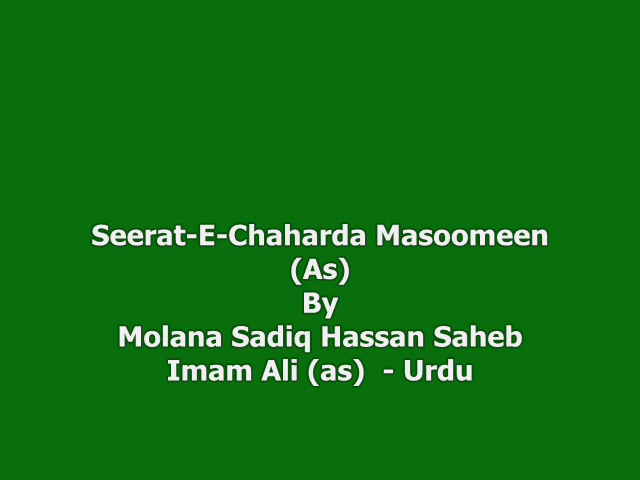 Seerat-E-Chaharda Masoomeen
(As)
By
Molana Sadiq Hassan Saheb
Imam Ali (as)  - Urdu